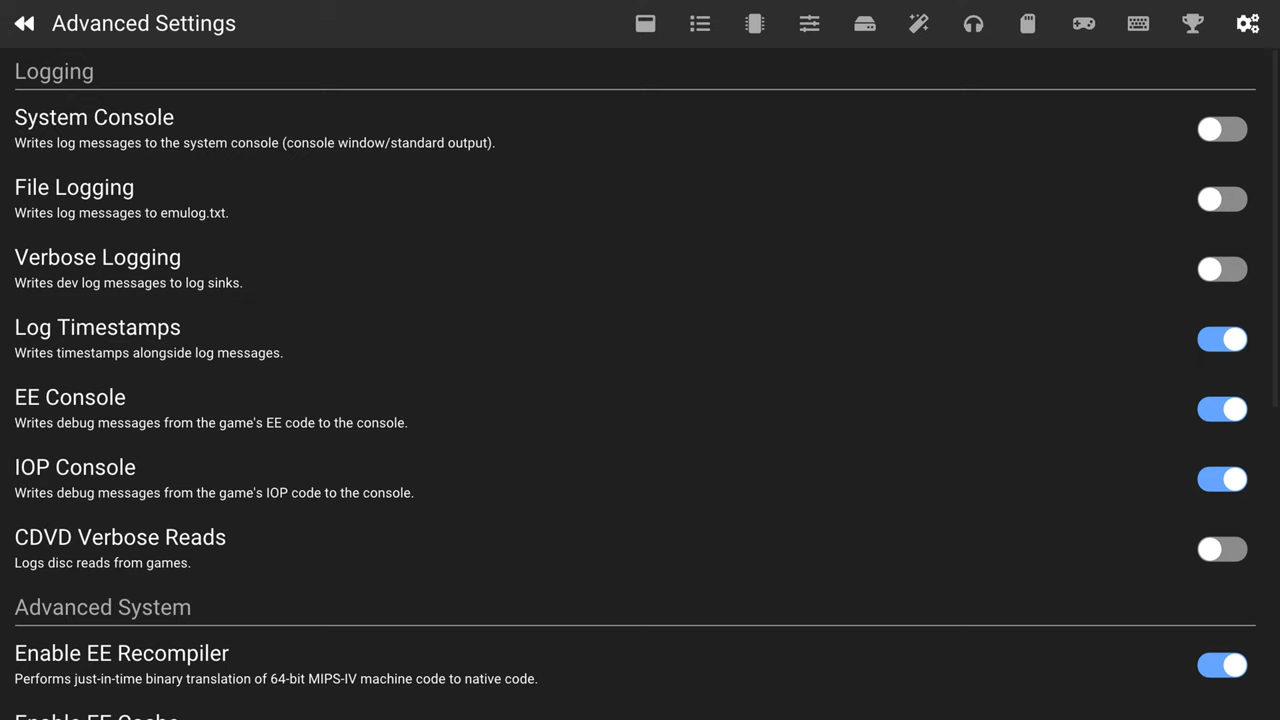 Advanced Settings
Logging
System Console
Writes log messages to the system console (console window/standard output).
File Logging
Writes log messages to emulog.txt.
Verbose Logging
Writes dev log messages to log sinks.
Log Timestamps
Writes timestamps alongside log messages.
EE Console
Writes debug messages from the game's EE code to the console.
IOP Console
Writes debug messages from the game's IOP code to the console.
CDVD Verbose Reads
Logs disc reads from games.
Advanced System
Enable EE Recompiler
Performs just-in-time binary translation of 64-bit MIPS-IV machine code to native code.
Enable EE Cache